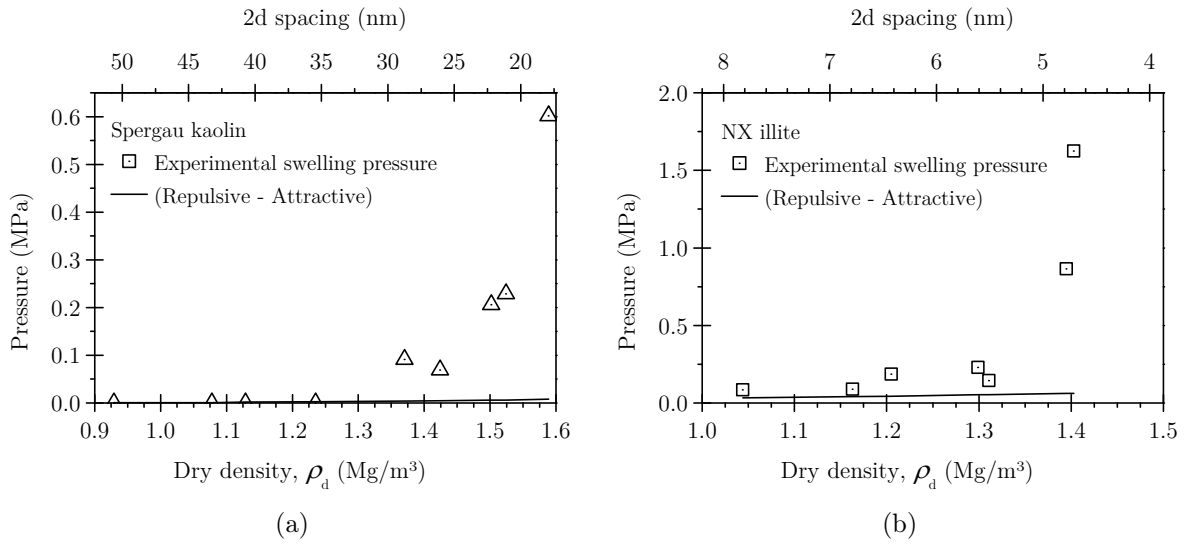 2d spacing (nm)
50 45 40 35 30 25 20
0.6
0.5
0.4
0.3
0.2
0.1
0.0
Pressure (MPa)
Spergau kaolin
Experimental swelling pressure
(Repulsive - Attractive)
0.9 1.0 1.1 1.2 1.3 1.4 1.5 1.6
Dry density, ρd (Mg/m³)
(a)
2d spacing (nm)
8 7 6 5 4
2.0
1.5
1.0
0.5
0.0
Pressure (MPa)
NX illite
Experimental swelling pressure
(Repulsive - Attractive)
1.0 1.1 1.2 1.3 1.4 1.5
Dry density, ρd (Mg/m³)
(b)